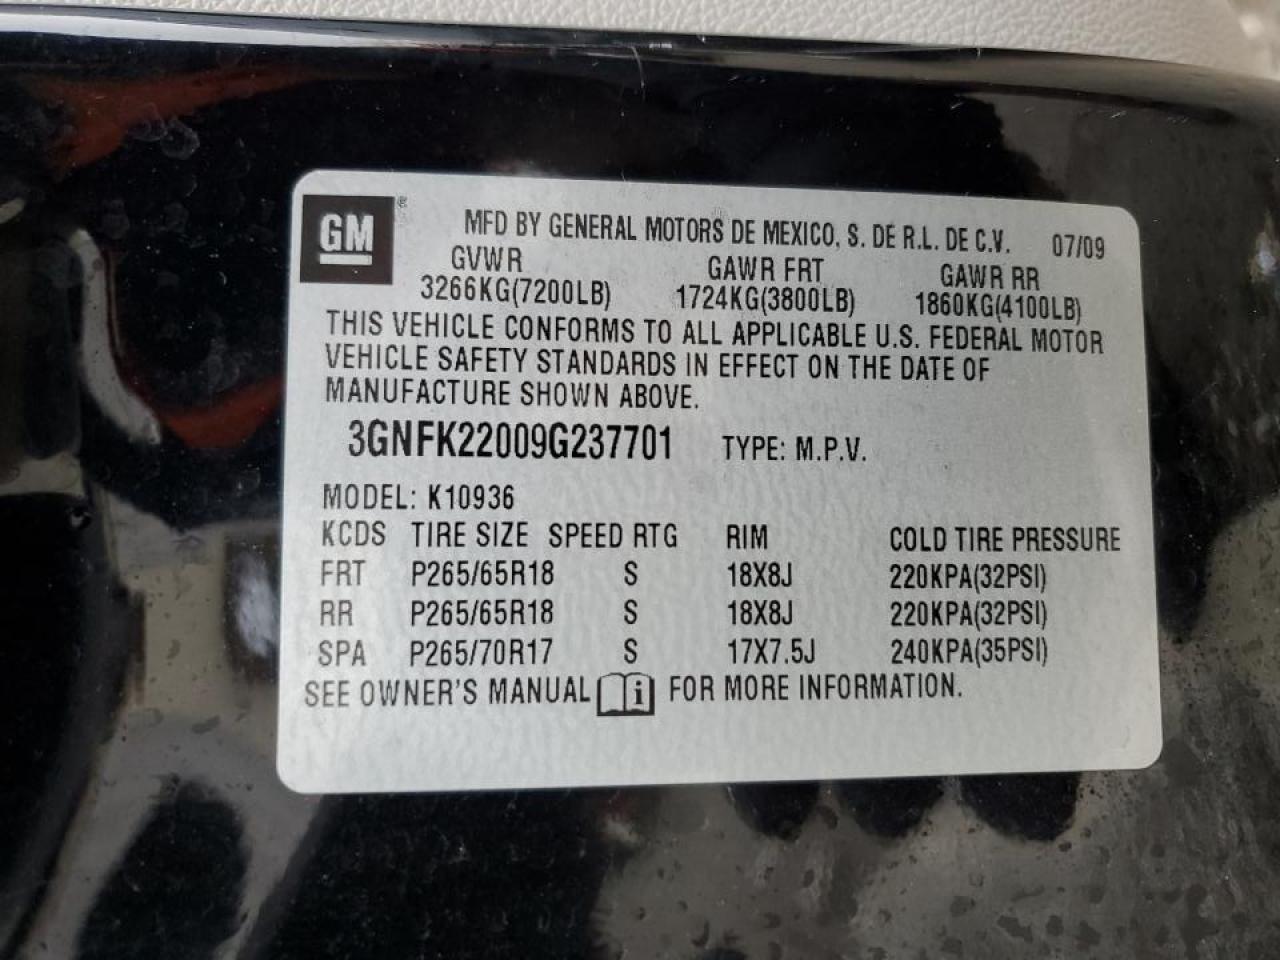 GM ®
MFD BY GENERAL MOTORS DE MEXICO, S. DE R.L. DE C.V. 07/09
GVWR GAWR FRT GAWR RR
3266KG(7200LB) 1724KG(3800LB) 1860KG(4100LB)
THIS VEHICLE CONFORMS TO ALL APPLICABLE U.S. FEDERAL MOTOR
VEHICLE SAFETY STANDARDS IN EFFECT ON THE DATE OF
MANUFACTURE SHOWN ABOVE.
3GNFK22009G237701 TYPE: M.P.V.
MODEL: K10936
KCDS TIRE SIZE SPEED RTG RIM COLD TIRE PRESSURE
FRT P265/65R18 S 18X8J 220KPA(32PSI)
RR P265/65R18 S 18X8J 220KPA(32PSI)
SPA P265/70R17 S 17X7.5J 240KPA(35PSI)
SEE OWNER'S MANUAL i FOR MORE INFORMATION.